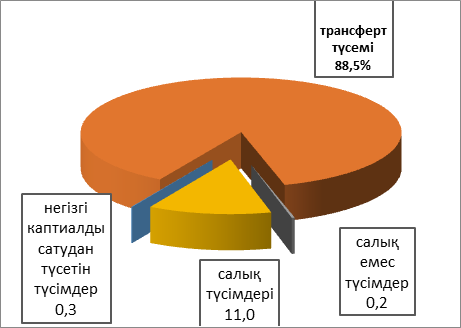 трансферт
түсемі
88,5%
негізгі
каптиалды
сатудан
түсетін
түсімдер
0,3
салық
түсімдері
11,0
салық
емес
түсімдер
0,2